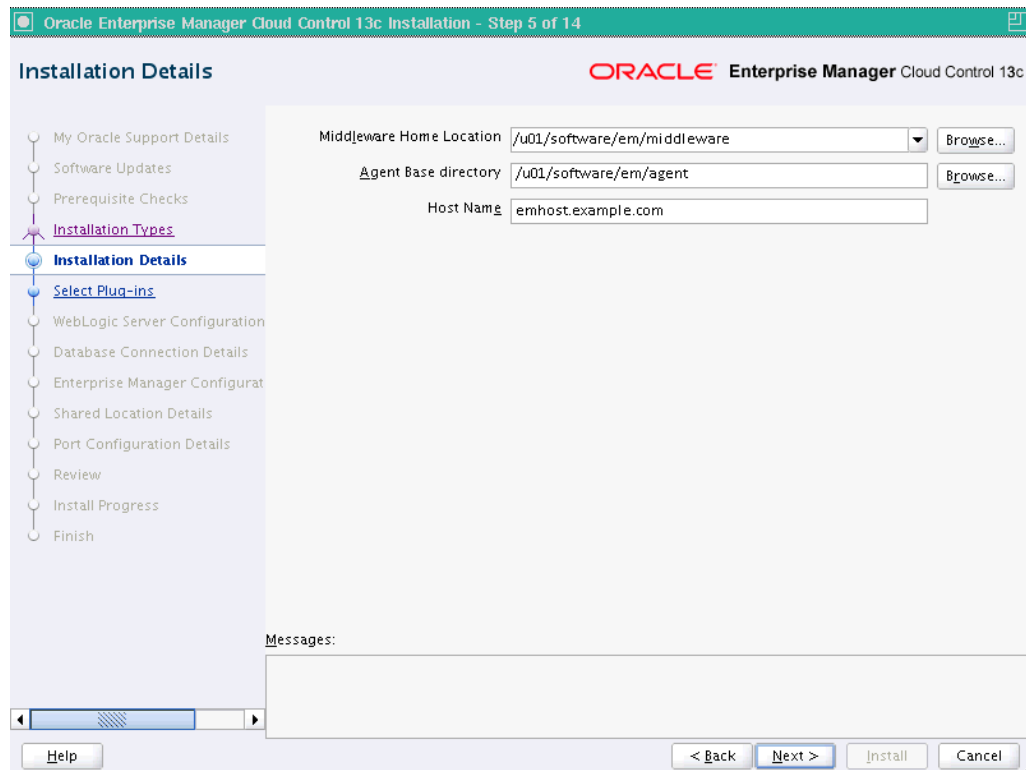 Oracle Enterprise Manager Cloud Control 13c Installation - Step 5 of 14
Installation Details
ORACLE Enterprise Manager Cloud Control 13c
My Oracle Support Details
Software Updates
Prerequisite Checks
Installation Types
Installation Details
Select Plug-ins
WebLogic Server Configuration
Database Connection Details
Enterprise Manager Configurat
Shared Location Details
Port Configuration Details
Review
Install Progress
Finish
Middleware Home Location /u01/software/em/middleware Browse...
Agent Base directory /u01/software/em/agent Browse...
Host Name emhost.example.com
Messages:
Help < Back Next > Install Cancel